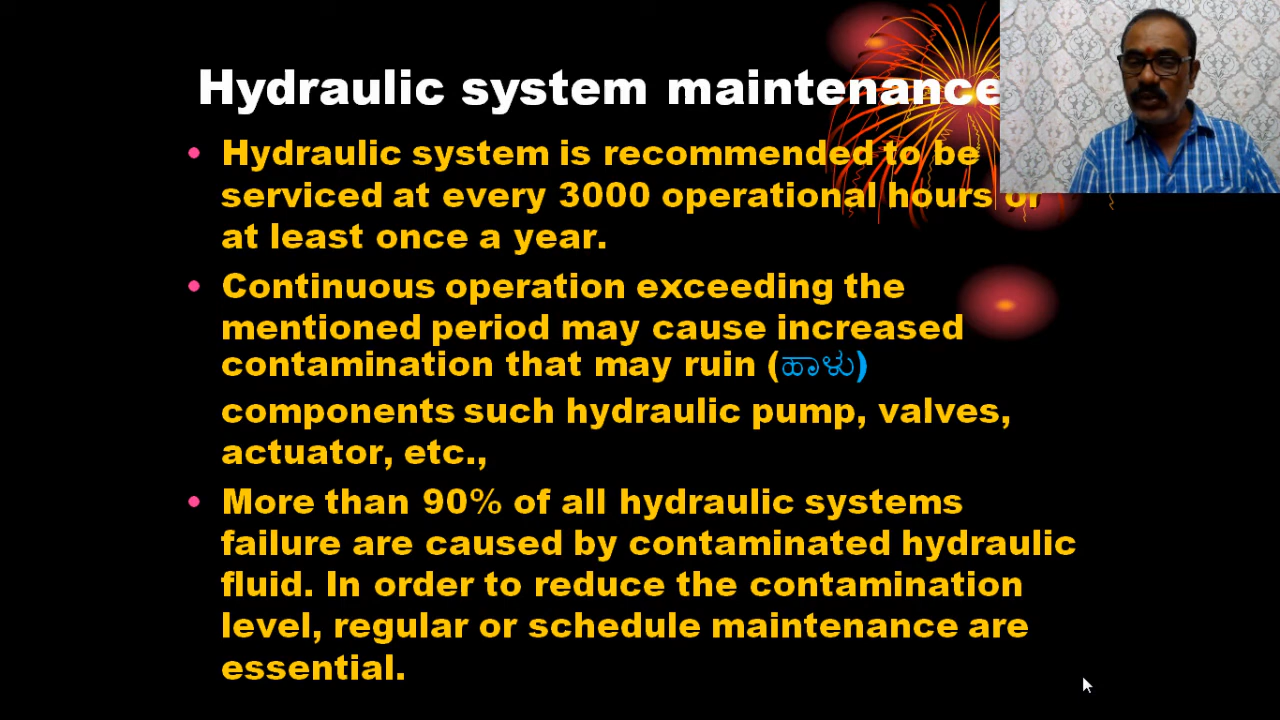 Hydraulic system maintenance
• Hydraulic system is recommended to be
serviced at every 3000 operational hours or
at least once a year.
• Continuous operation exceeding the
mentioned period may cause increased
contamination that may ruin (ಹಾಳು)
components such hydraulic pump, valves,
actuator, etc.,
• More than 90% of all hydraulic systems
failure are caused by contaminated hydraulic
fluid. In order to reduce the contamination
level, regular or schedule maintenance are
essential.